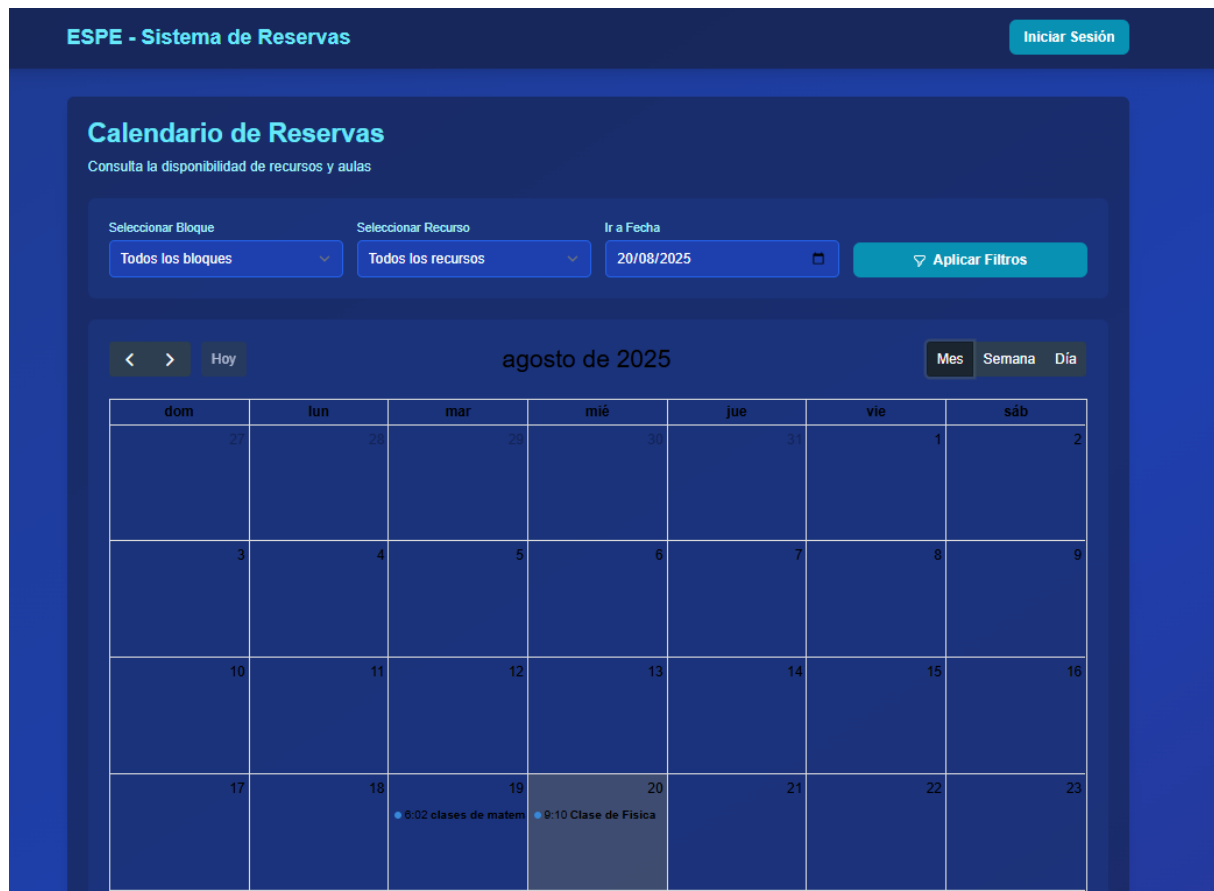 ESPE - Sistema de Reservas
Iniciar Sesión
Calendario de Reservas
Consulta la disponibilidad de recursos y aulas
Seleccionar Bloque
Todos los bloques
Seleccionar Recurso
Todos los recursos
Ir a Fecha
20/08/2025
Aplicar Filtros
Hoy
agosto de 2025
Mes Semana Día
dom lun mar mié jue vie sáb
27 28 29 30 31 1 2
3 4 5 6 7 8 9
10 11 12 13 14 15 16
17 18 19 20 21 22 23
6:02 clases de matem 9:10 Clase de Fisica